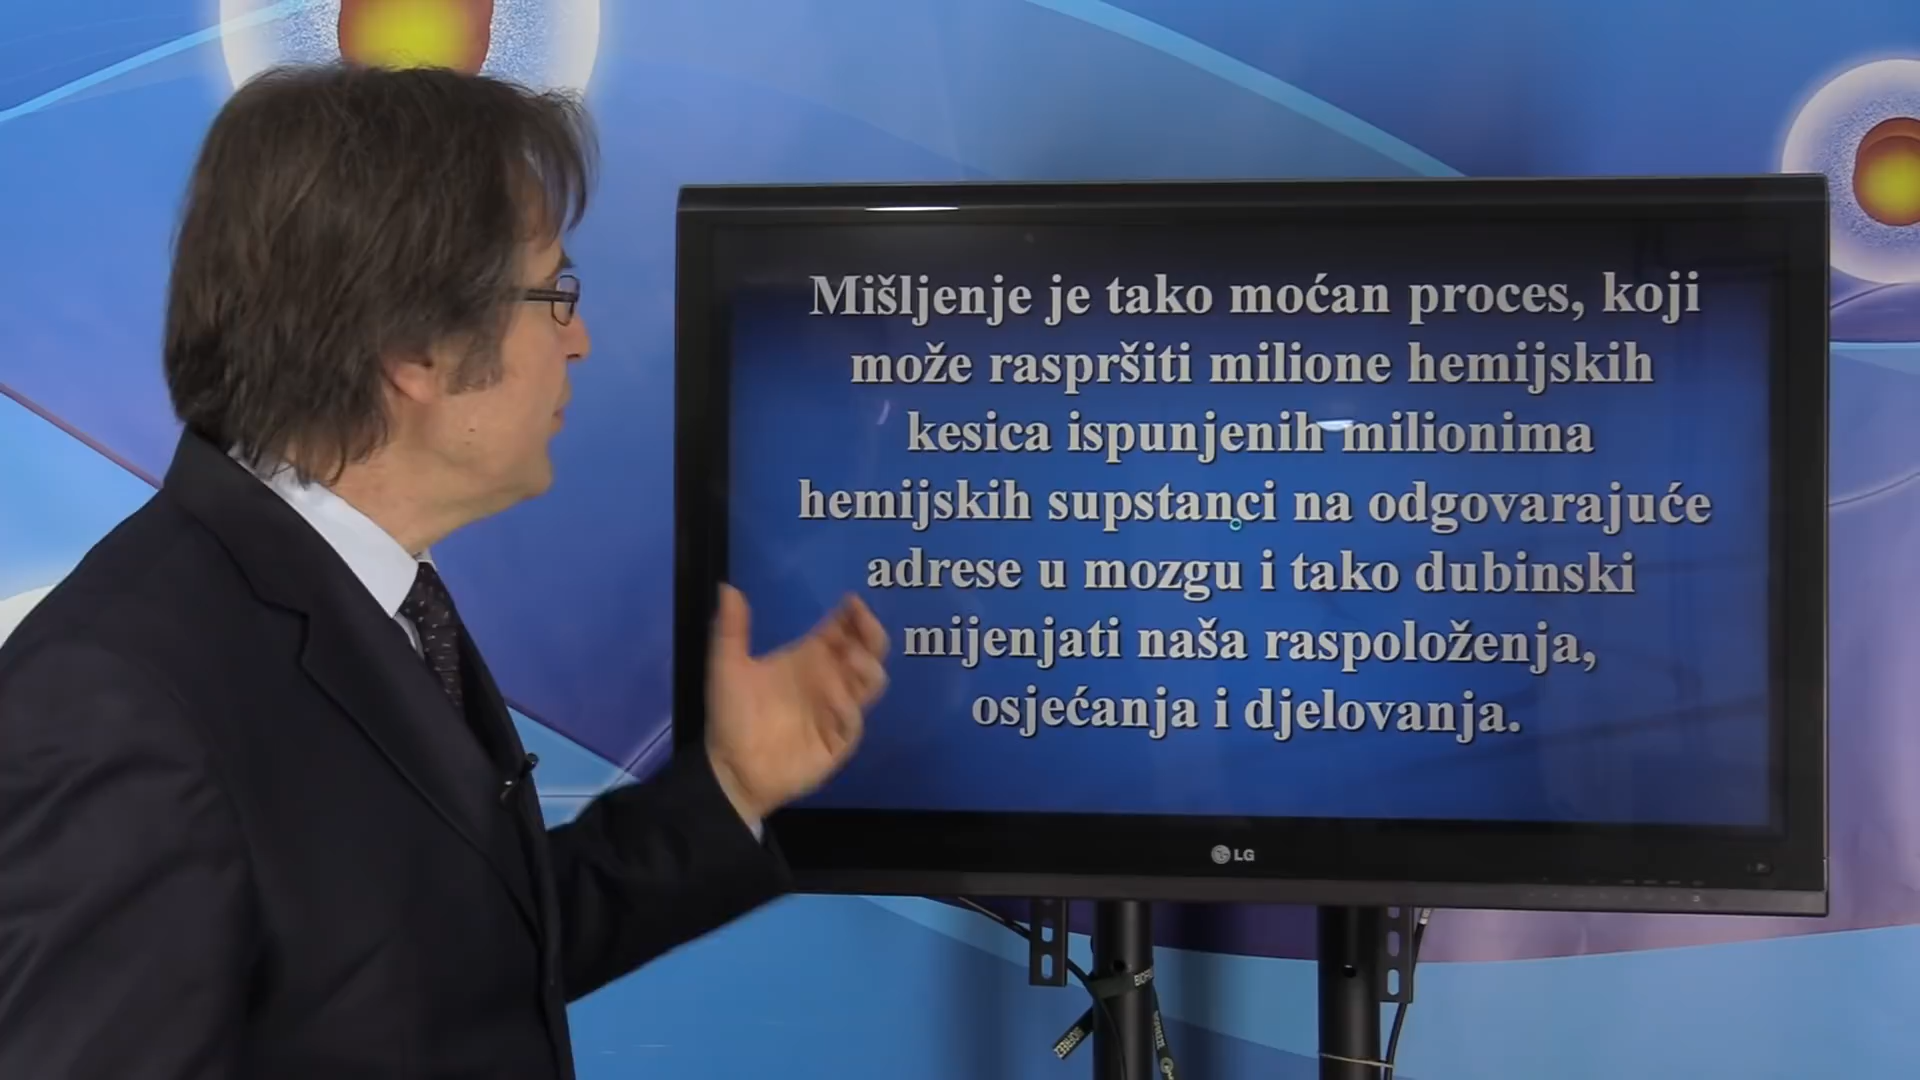 Mišljenje je tako moćan proces, koji
može raspršiti milione hemijskih
kesica ispunjenih milionima
hemijskih supstanci na odgovarajuće
adrese u mozgu i tako dubinski
mijenjati naša raspoloženja,
osjećanja i djelovanja.
LG